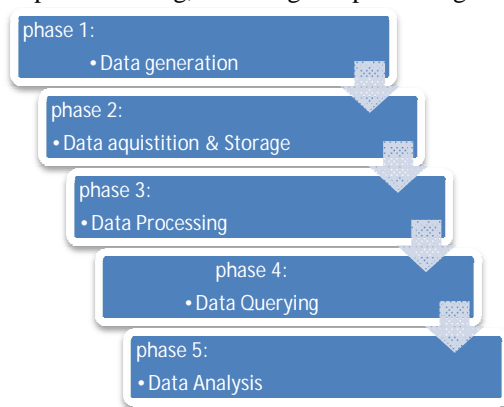 phase 1:
• Data generation
phase 2:
• Data aquistition & Storage
phase 3:
• Data Processing
phase 4:
• Data Querying
phase 5:
• Data Analysis